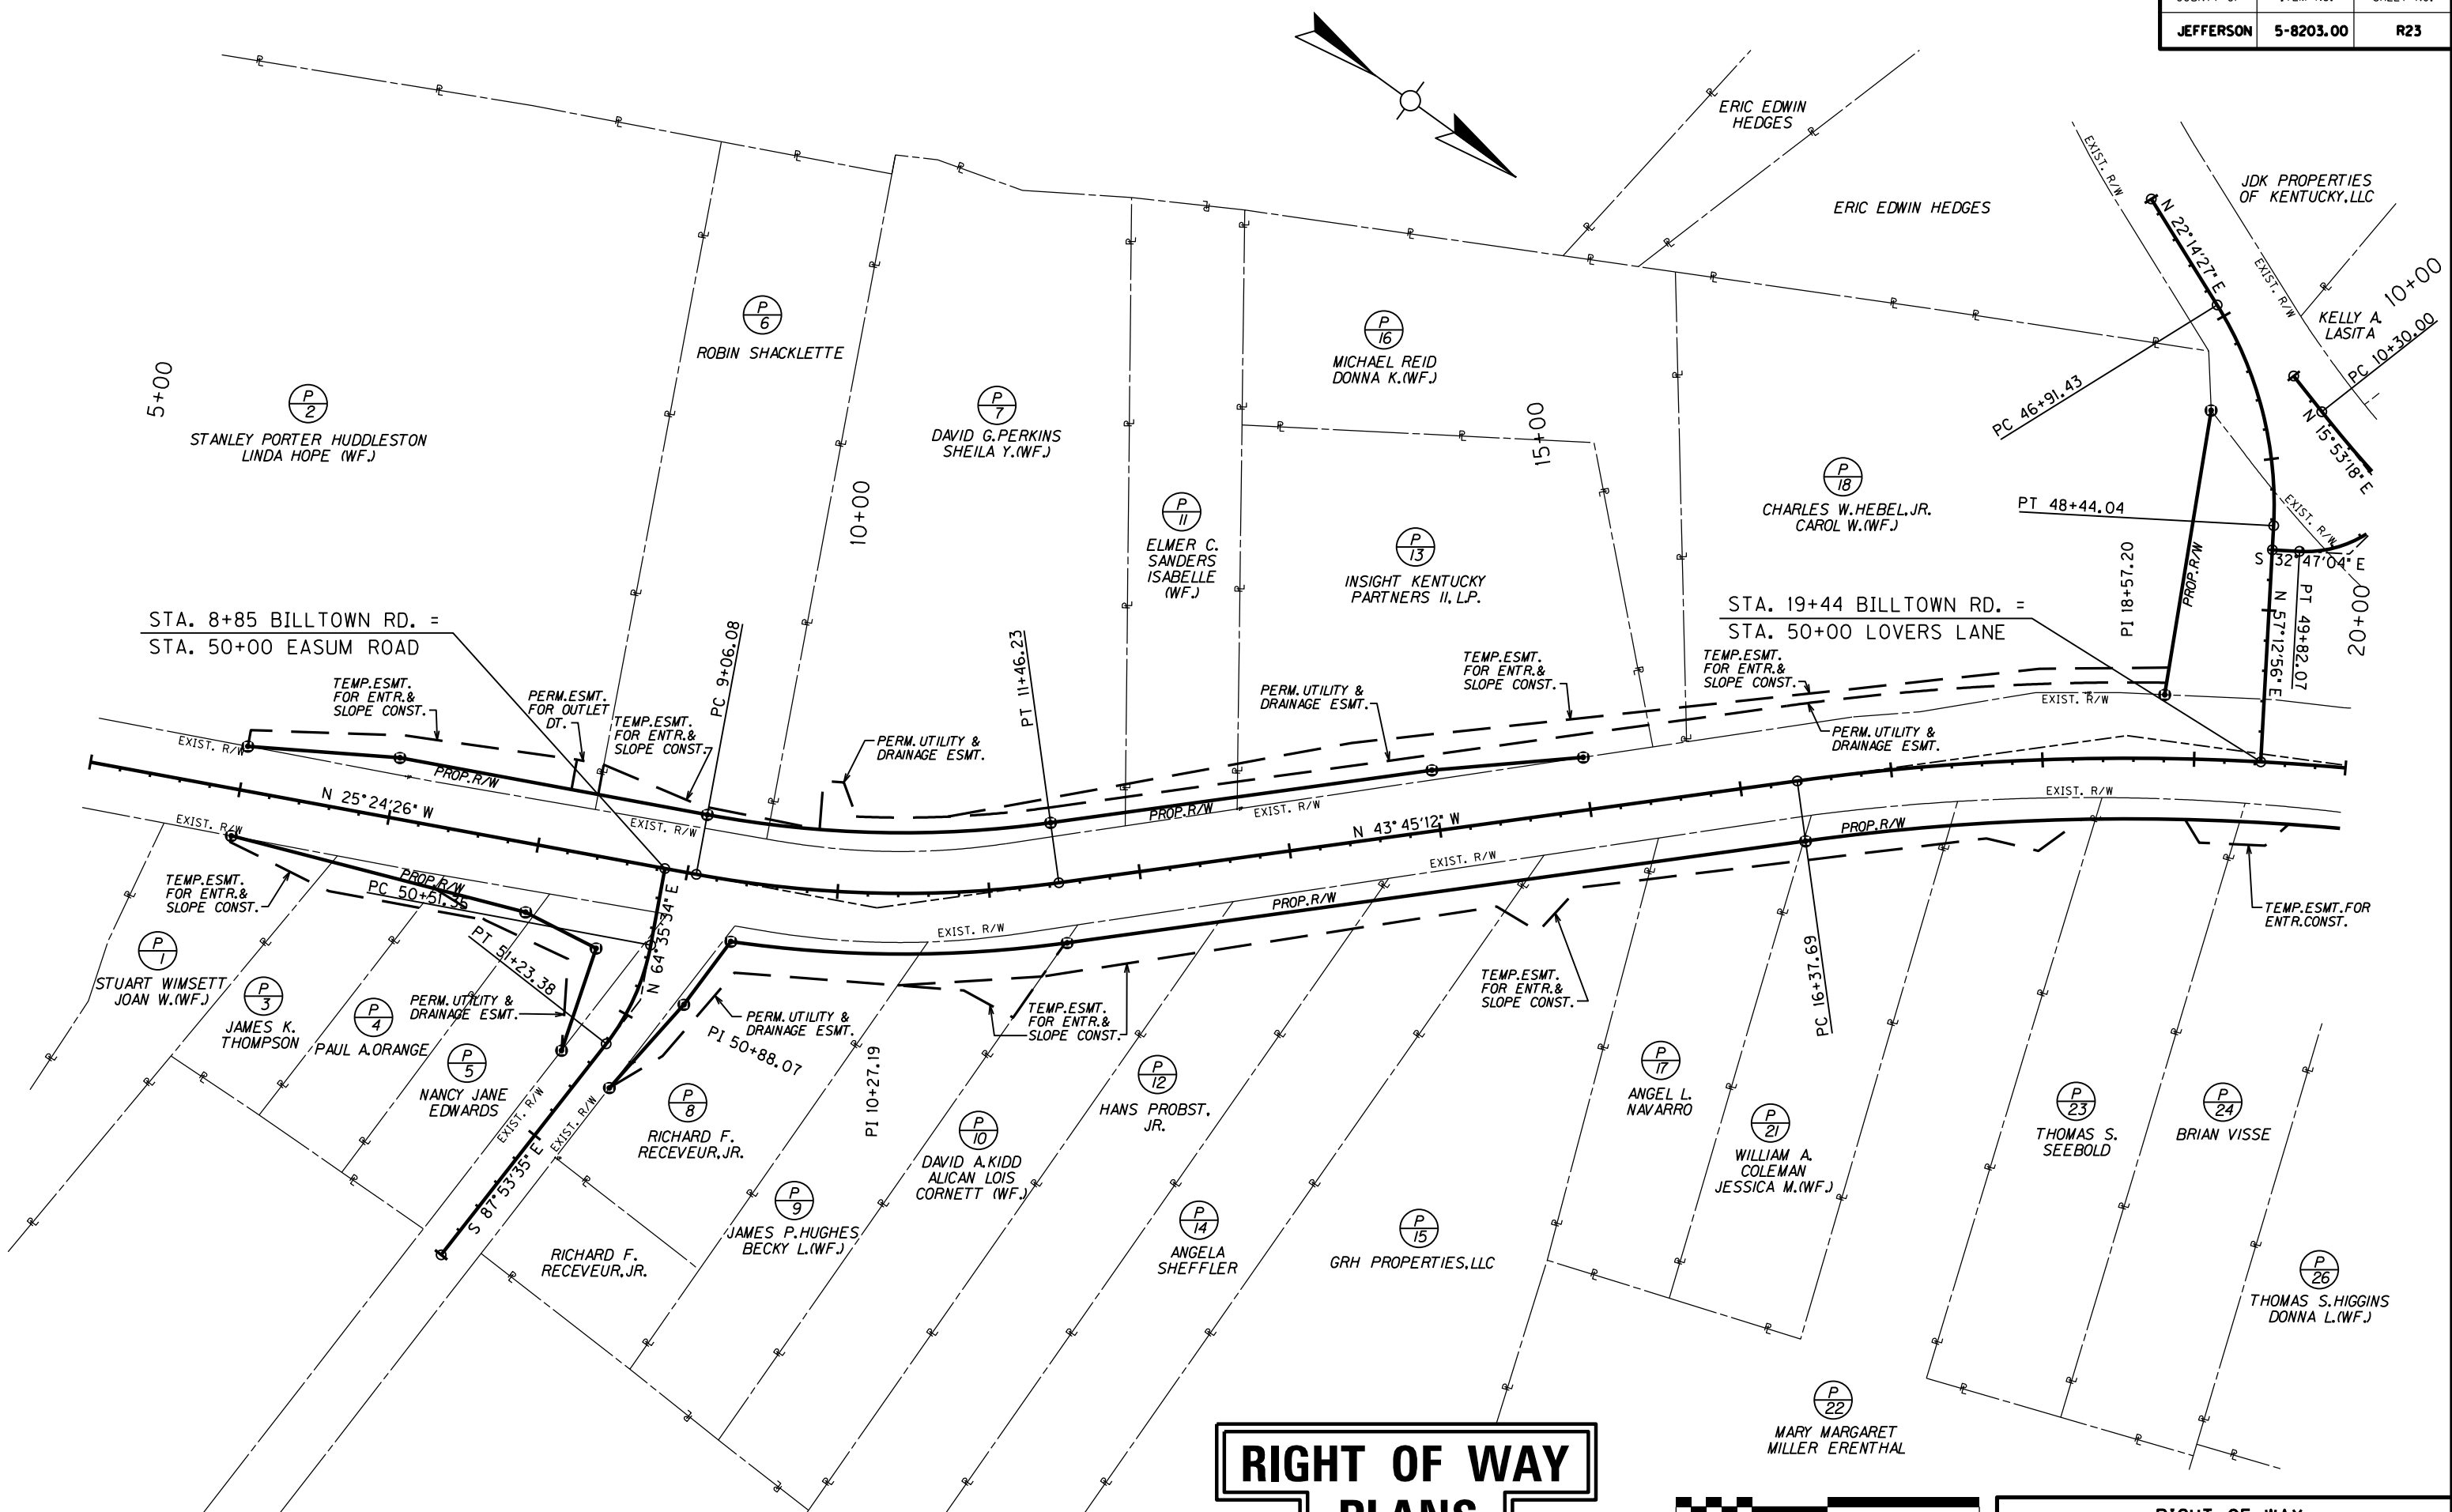 JEFFERSON 5-8203.00 R23
ERIC EDWIN
HEDGES
ERIC EDWIN HEDGES
EXIST. R/W
JDK PROPERTIES
OF KENTUCKY,LLC
N 22°14'27" E
EXIST. R/W
KELLY A.
LASITA
10+00
PC 10+30.00
N 15°53'18" E
PC 46+91.43
PT 48+44.04
EXIST. R/W
S 32°47'04" E
PT 49+82.07
N 57°12'56" E
20+00
PI 18+57.20
PROP.R/W
5+00
P
2
STANLEY PORTER HUDDLESTON
LINDA HOPE (WF.)
P
6
ROBIN SHACKLETTE
10+00
P
7
DAVID G.PERKINS
SHEILA Y.(WF.)
P
11
ELMER C.
SANDERS
ISABELLE
(WF.)
P
16
MICHAEL REID
DONNA K.(WF.)
P
13
INSIGHT KENTUCKY
PARTNERS II, L.P.
15+00
P
18
CHARLES W.HEBEL,JR.
CAROL W.(WF.)
STA. 8+85 BILLTOWN RD. =
STA. 50+00 EASUM ROAD
STA. 19+44 BILLTOWN RD. =
STA. 50+00 LOVERS LANE
TEMP.ESMT.
FOR ENTR.&
SLOPE CONST.
PERM.ESMT.
FOR OUTLET
DT.
TEMP.ESMT.
FOR ENTR.&
SLOPE CONST.
PC 9+06.08
PERM. UTILITY &
DRAINAGE ESMT.
PT 11+46.23
PERM. UTILITY &
DRAINAGE ESMT.
TEMP.ESMT.
FOR ENTR.&
SLOPE CONST.
TEMP.ESMT.
FOR ENTR.&
SLOPE CONST.
PERM. UTILITY &
DRAINAGE ESMT.
EXIST. R/W
EXIST. R/W
PROP.R/W
EXIST. R/W
PROP.R/W
EXIST. R/W
N 25°24'26" W
N 43°45'12" W
EXIST. R/W
EXIST. R/W
EXIST. R/W
EXIST. R/W
PROP.R/W
PROP.R/W
PROP.R/W
TEMP.ESMT.
FOR ENTR.&
SLOPE CONST.
PC 50+51.35
PT 51+23.38
N 64°35'34" E
PERM. UTILITY &
DRAINAGE ESMT.
PERM. UTILITY &
DRAINAGE ESMT.
PI 50+88.07
PI 10+27.19
TEMP.ESMT.
FOR ENTR.&
SLOPE CONST.
TEMP.ESMT.
FOR ENTR.&
SLOPE CONST.
PC 16+37.69
TEMP.ESMT.FOR
ENTR.CONST.
P
1
STUART WIMSETT
JOAN W.(WF.)
P
3
JAMES K.
THOMPSON
P
4
PAUL A.ORANGE
P
5
NANCY JANE
EDWARDS
EXIST. R/W
EXIST. R/W
S 87°53'35" E
P
8
RICHARD F.
RECEVEUR,JR.
RICHARD F.
RECEVEUR,JR.
P
9
JAMES P.HUGHES
BECKY L.(WF.)
P
10
DAVID A.KIDD
ALICAN LOIS
CORNETT (WF.)
P
12
HANS PROBST,
JR.
P
14
ANGELA
SHEFFLER
P
15
GRH PROPERTIES,LLC
P
17
ANGEL L.
NAVARRO
P
21
WILLIAM A.
COLEMAN
JESSICA M.(WF.)
P
23
THOMAS S.
SEEBOLD
P
24
BRIAN VISSE
P
26
THOMAS S.HIGGINS
DONNA L.(WF.)
P
22
MARY MARGARET
MILLER ERENTHAL
RIGHT OF WAY
PLANS
RIGHT OF WAY